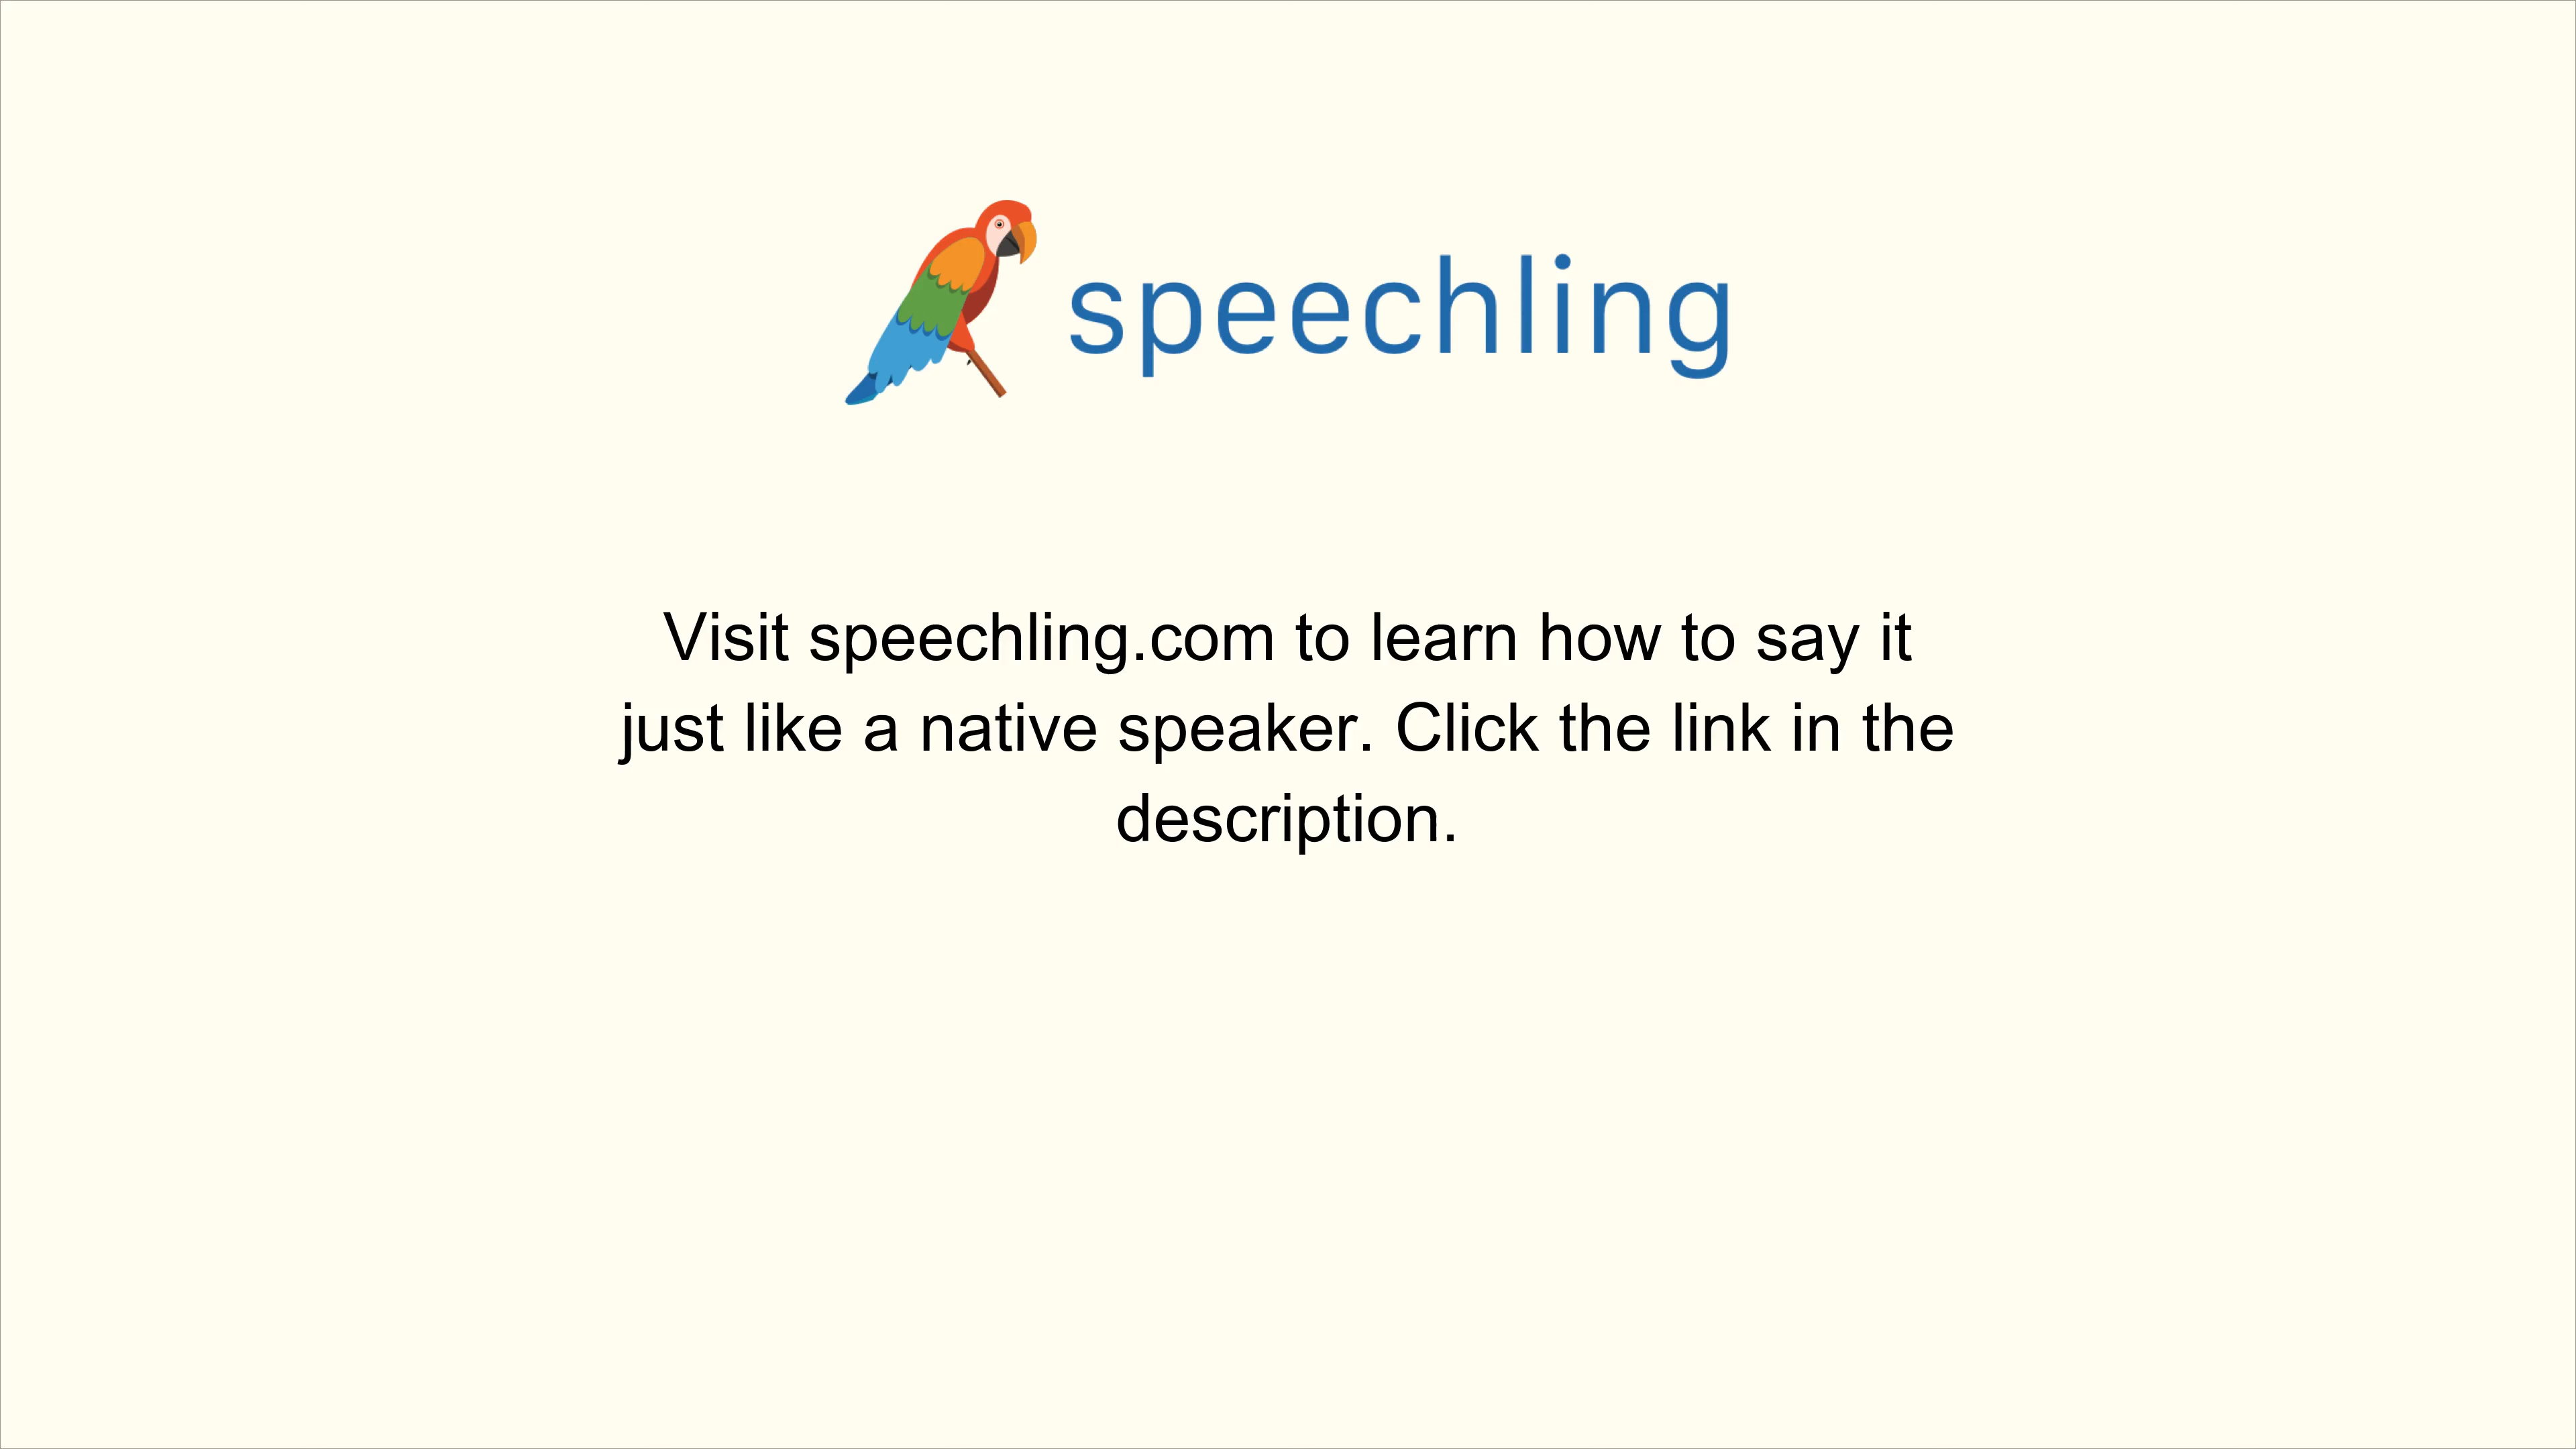 speechling
Visit speechling.com to learn how to say it
just like a native speaker. Click the link in the
description.